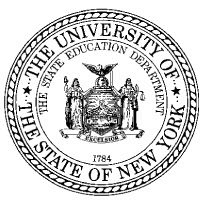 THE UNIVERSITY OF
THE STATE OF NEW YORK
THE STATE EDUCATION DEPARTMENT
EXCELSIOR
1784